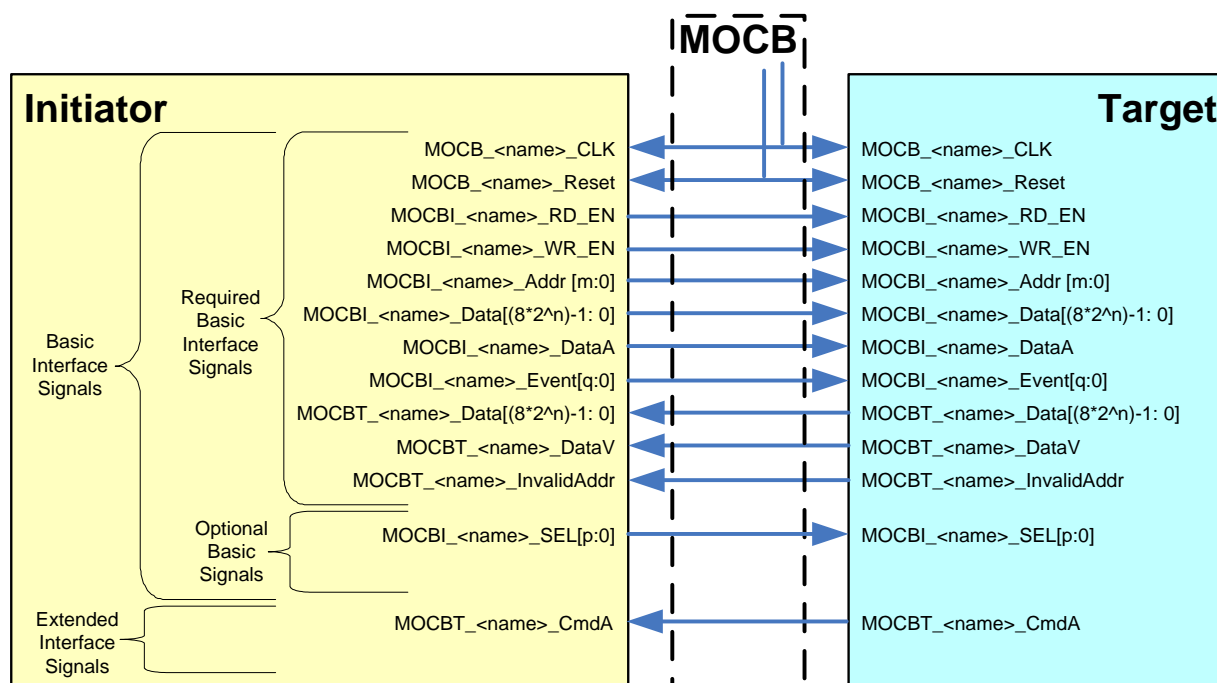 MOCB
Initiator
Target
MOCB_<name>_CLK
MOCB_<name>_CLK
MOCB_<name>_Reset
MOCB_<name>_Reset
MOCBI_<name>_RD_EN
MOCBI_<name>_RD_EN
MOCBI_<name>_WR_EN
MOCBI_<name>_WR_EN
MOCBI_<name>_Addr [m:0]
MOCBI_<name>_Addr [m:0]
MOCBI_<name>_Data[(8*2^n)-1: 0]
MOCBI_<name>_Data[(8*2^n)-1: 0]
MOCBI_<name>_DataA
MOCBI_<name>_DataA
MOCBI_<name>_Event[q:0]
MOCBI_<name>_Event[q:0]
MOCBT_<name>_Data[(8*2^n)-1: 0]
MOCBT_<name>_Data[(8*2^n)-1: 0]
MOCBT_<name>_DataV
MOCBT_<name>_DataV
MOCBT_<name>_InvalidAddr
MOCBT_<name>_InvalidAddr
MOCBI_<name>_SEL[p:0]
MOCBI_<name>_SEL[p:0]
MOCBT_<name>_CmdA
MOCBT_<name>_CmdA
Required
Basic
Interface
Signals
Basic
Interface
Signals
Optional
Basic
Signals
Extended
Interface
Signals